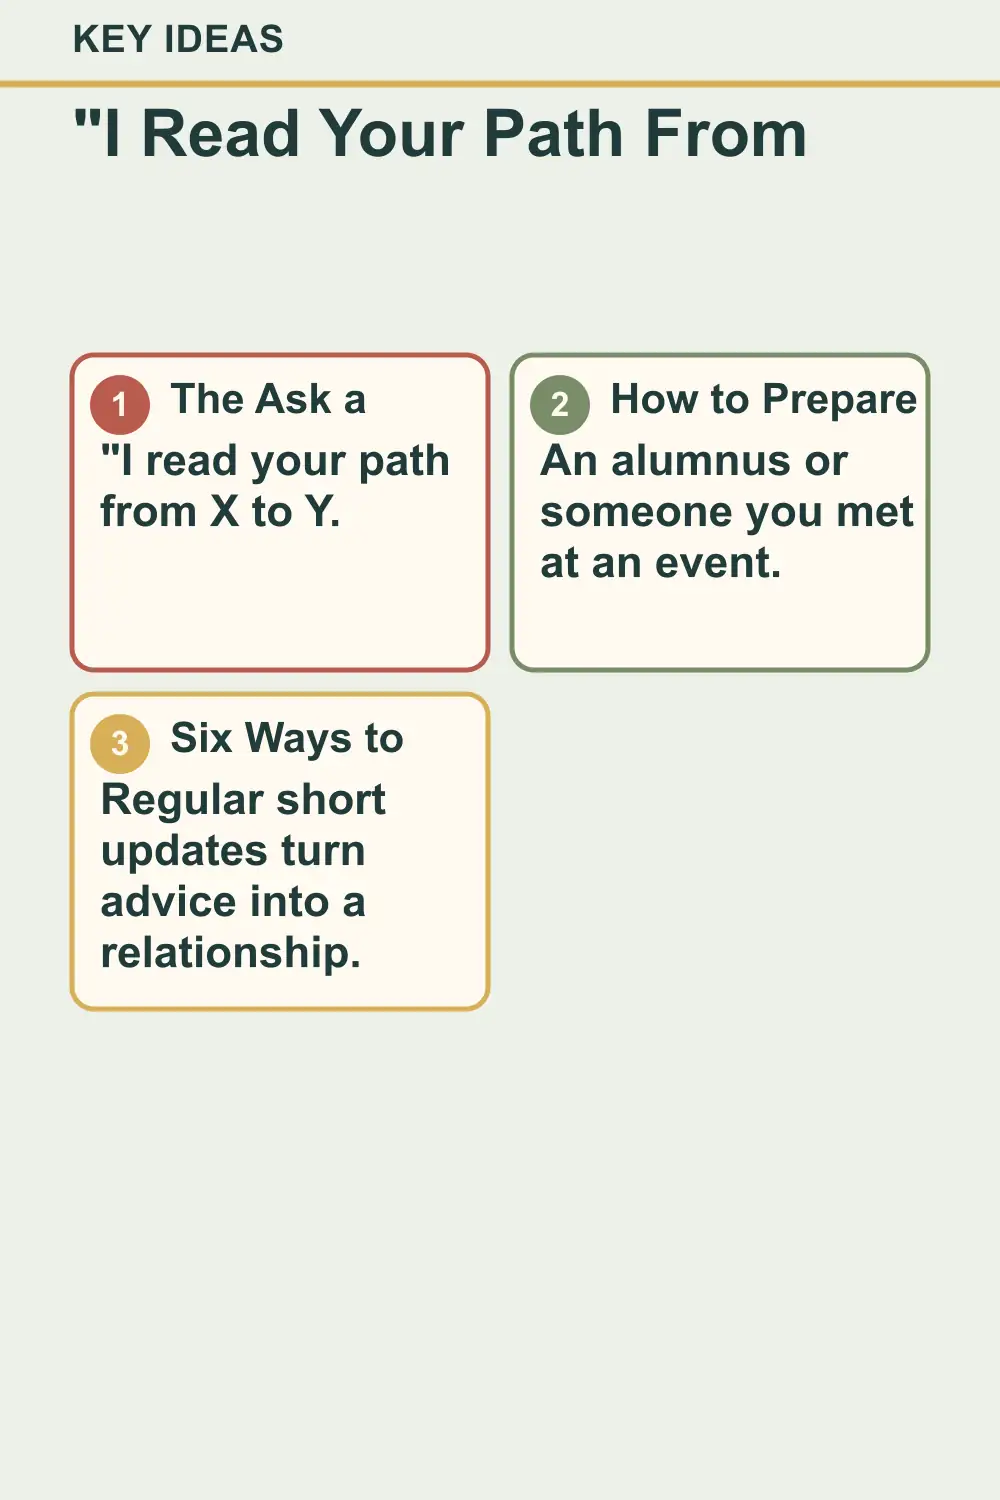 KEY IDEAS
"I Read Your Path From
1 The Ask a
"I read your path
from X to Y.
2 How to Prepare
An alumnus or
someone you met
at an event.
3 Six Ways to
Regular short
updates turn
advice into a
relationship.